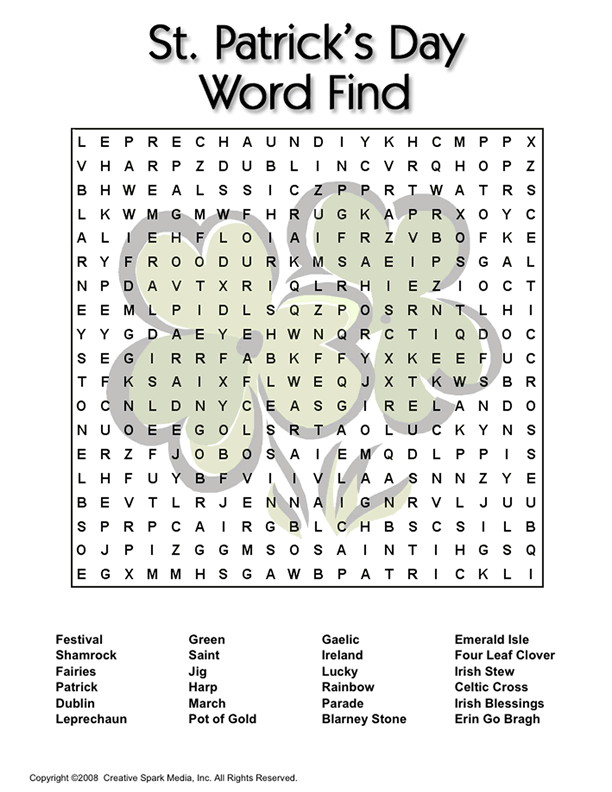 St. Patrick's Day
Word Find
L E P R E C H A U N D I Y K H C M P P X
V H A R P Z D U B L I N C V R Q H O P Z
B H W E A L S S I C Z P P R T W A T R S
L K W M G M W F H R U G K A P R X O Y C
A L I E H F L O I A I F R Z V B O F K E
R Y F R O O D U R K M S A E I P S G A L
N P D A V T X R I Q L R H I E Z I O C T
E E M L P I D L S Q Z P O S R N T L H I
Y Y G D A E Y E H W N Q R C T I Q D O C
S E G I R R F A B K F F Y X K E E F U C
T F K S A I X F L W E Q J X T K W S B R
O C N L D N Y C E A S G I R E L A N D O
N U O E E G O L S R T A O L U C K Y N S
E R Z F J O B O S A I E M Q D L P P I S
L H F U Y B F V I I V L A A S N N Z Y E
B E V T L R J E N N A I G N R V L J U U
S P R P C A I R G B L C H B S C S I L B
O J P I Z G G M S O S A I N T I H G S Q
E G X M M H S G A W B P A T R I C K L I
Festival Green Gaelic Emerald Isle
Shamrock Saint Ireland Four Leaf Clover
Fairies Jig Lucky Irish Stew
Patrick Harp Rainbow Celtic Cross
Dublin March Parade Irish Blessings
Leprechaun Pot of Gold Blarney Stone Erin Go Bragh
Copyright ©2008 Creative Spark Media, Inc. All Rights Reserved.